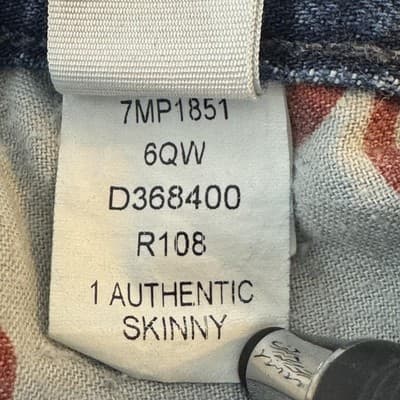 7MP1851
6QW
D368400
R108
1 AUTHENTIC
SKINNY